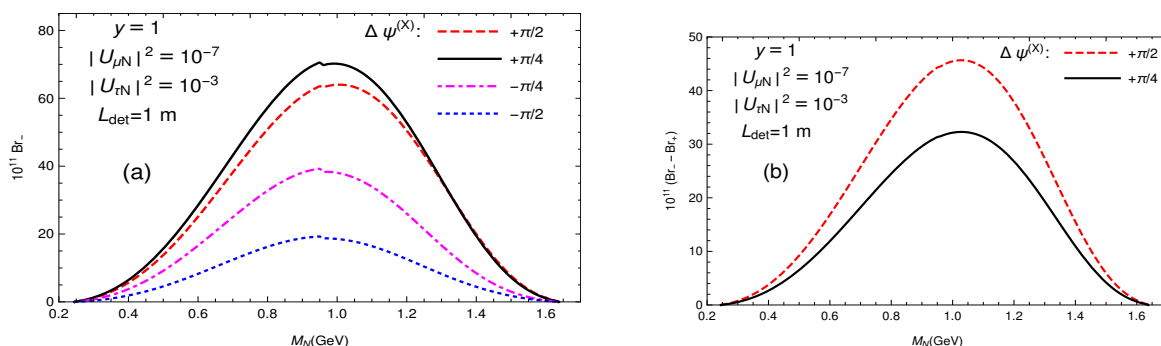 y = 1
|U_μN|² = 10⁻⁷
|U_τN|² = 10⁻³
L_det=1 m
Δ ψ^(X):
+π/2
+π/4
−π/4
−π/2
(a)
10¹¹ Br₋
80
60
40
20
0
0.2 0.4 0.6 0.8 1.0 1.2 1.4 1.6
M_N(GeV)
y = 1
|U_μN|² = 10⁻⁷
|U_τN|² = 10⁻³
L_det=1 m
Δ ψ^(X):
+π/2
+π/4
(b)
10¹¹ (Br₋ − Br₊)
50
40
30
20
10
0
0.2 0.4 0.6 0.8 1.0 1.2 1.4 1.6
M_N(GeV)